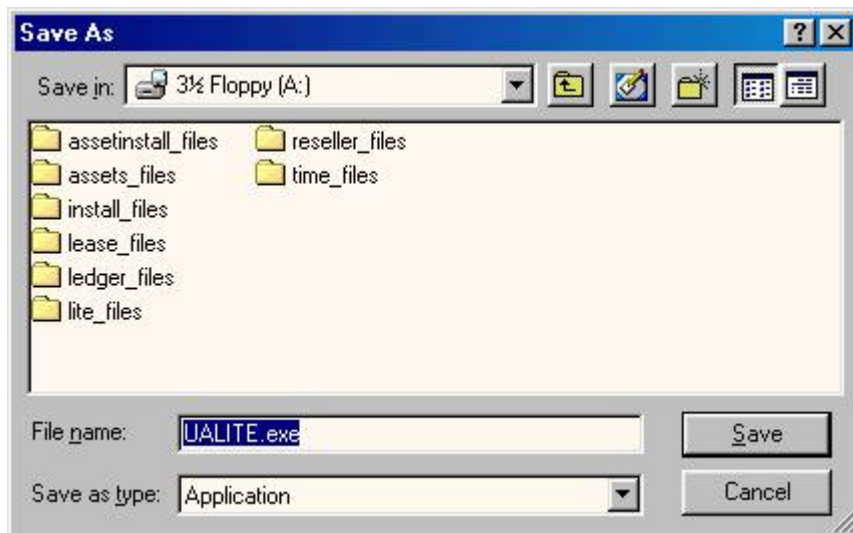 Save As
Save in: 3½ Floppy (A:)
assetinstall_files reseller_files
assets_files time_files
install_files
lease_files
ledger_files
lite_files
File name: UALITE.exe Save
Save as type: Application Cancel